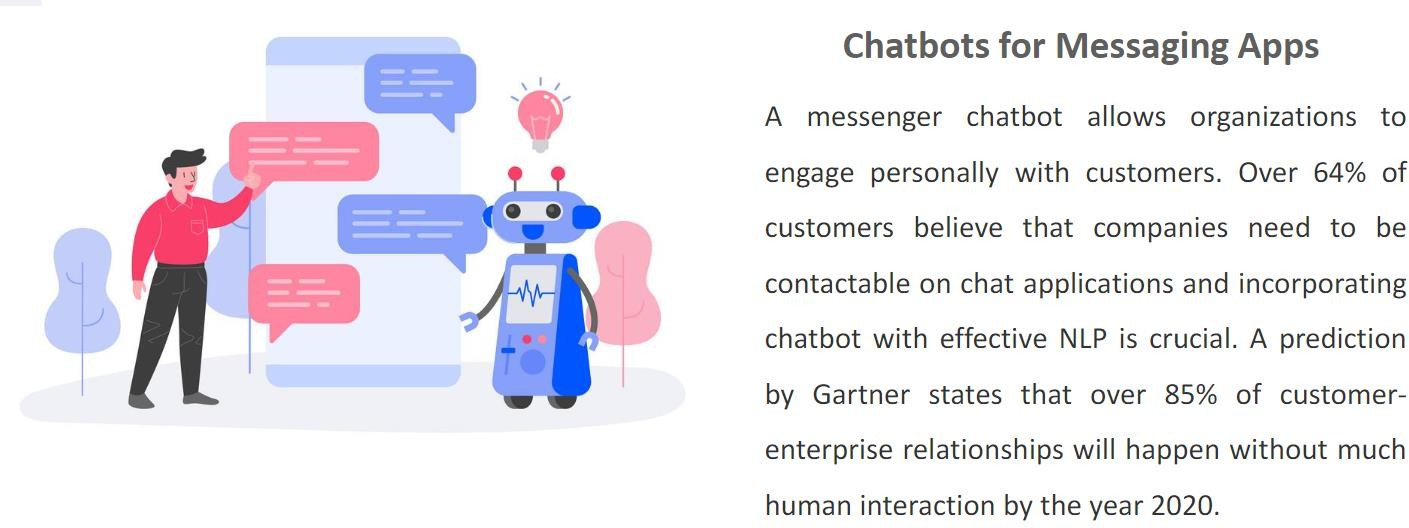 Chatbots for Messaging Apps
A messenger chatbot allows organizations to
engage personally with customers. Over 64% of
customers believe that companies need to be
contactable on chat applications and incorporating
chatbot with effective NLP is crucial. A prediction
by Gartner states that over 85% of customer-
enterprise relationships will happen without much
human interaction by the year 2020.